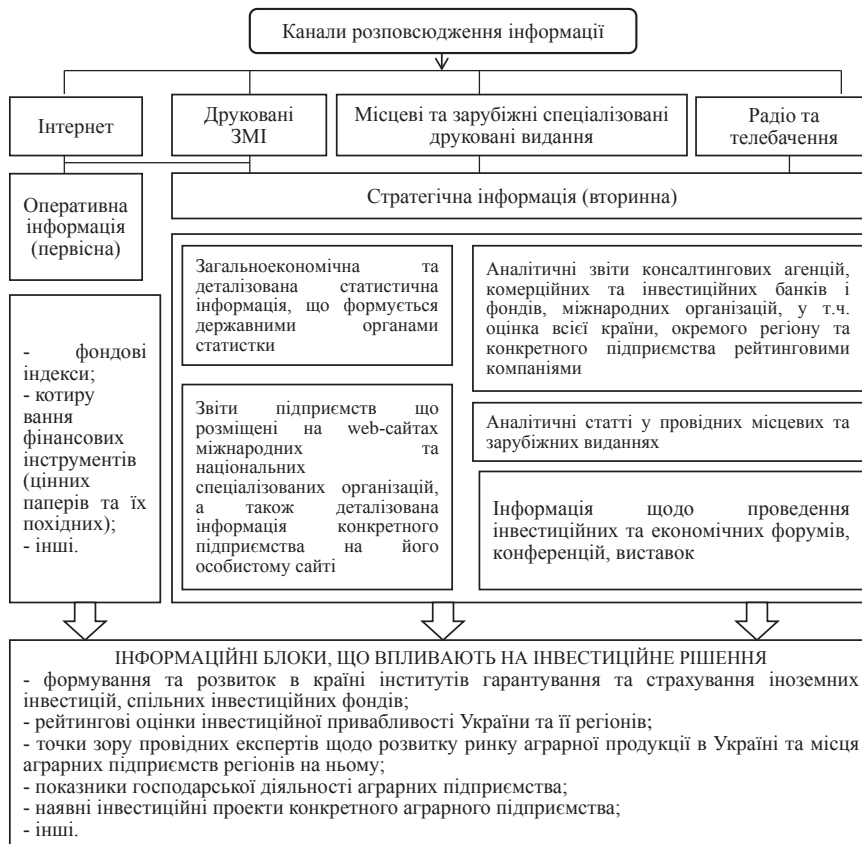 Канали розповсюдження інформації
Інтернет
Друковані
ЗМІ
Місцеві та зарубіжні спеціалізовані
друковані видання
Радіо та
телебачення
Оперативна
інформація
(первісна)
Стратегічна інформація (вторинна)
- фондові
індекси;
- котиру
вання
фінансових
інструментів
(цінних
паперів та їх
похідних);
- інші.
Загальноекономічна та
деталізована статистична
інформація, що формується
державними органами
статистки
Звіти підприємств що
розміщені на web-сайтах
міжнародних та
національних
спеціалізованих організацій,
а також деталізована
інформація конкретного
підприємства на його
особистому сайті
Аналітичні звіти консалтингових агенцій,
комерційних та інвестиційних банків і
фондів, міжнародних організацій, у т.ч.
оцінка всієї країни, окремого регіону та
конкретного підприємства рейтинговими
компаніями
Аналітичні статті у провідних місцевих та
зарубіжних виданнях
Інформація щодо проведення
інвестиційних та економічних форумів,
конференцій, виставок
ІНФОРМАЦІЙНІ БЛОКИ, ЩО ВПЛИВАЮТЬ НА ІНВЕСТИЦІЙНЕ РІШЕННЯ
- формування та розвиток в країні інститутів гарантування та страхування іноземних
інвестицій, спільних інвестиційних фондів;
- рейтингові оцінки інвестиційної привабливості України та її регіонів;
- точки зору провідних експертів щодо розвитку ринку аграрної продукції в Україні та місця
аграрних підприємств регіонів на ньому;
- показники господарської діяльності аграрних підприємства;
- наявні інвестиційні проекти конкретного аграрного підприємства;
- інші.